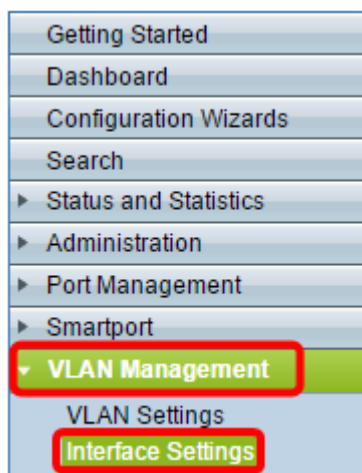 Getting Started
Dashboard
Configuration Wizards
Search
Status and Statistics
Administration
Port Management
Smartport
VLAN Management
VLAN Settings
Interface Settings